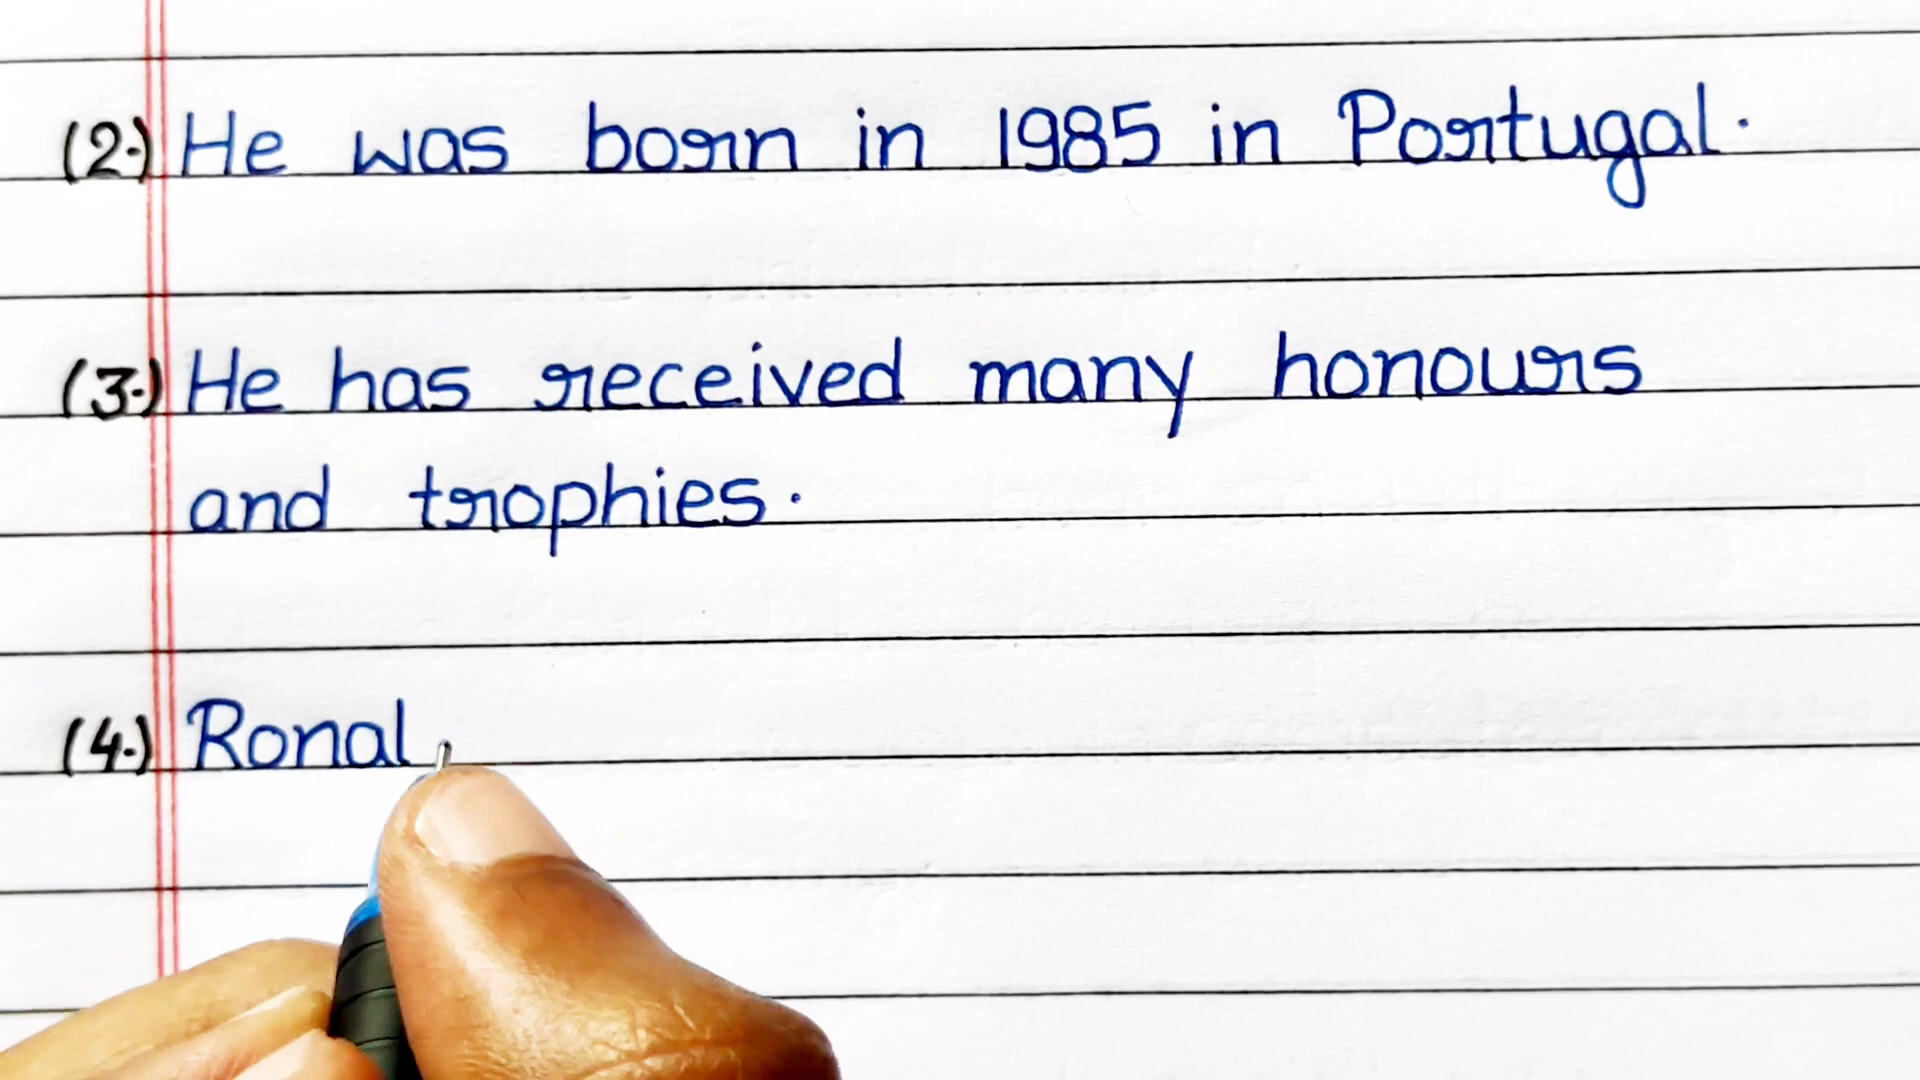 (2.) He was born in 1985 in Portugal.
(3.) He has received many honours
and trophies.
(4.) Ronal